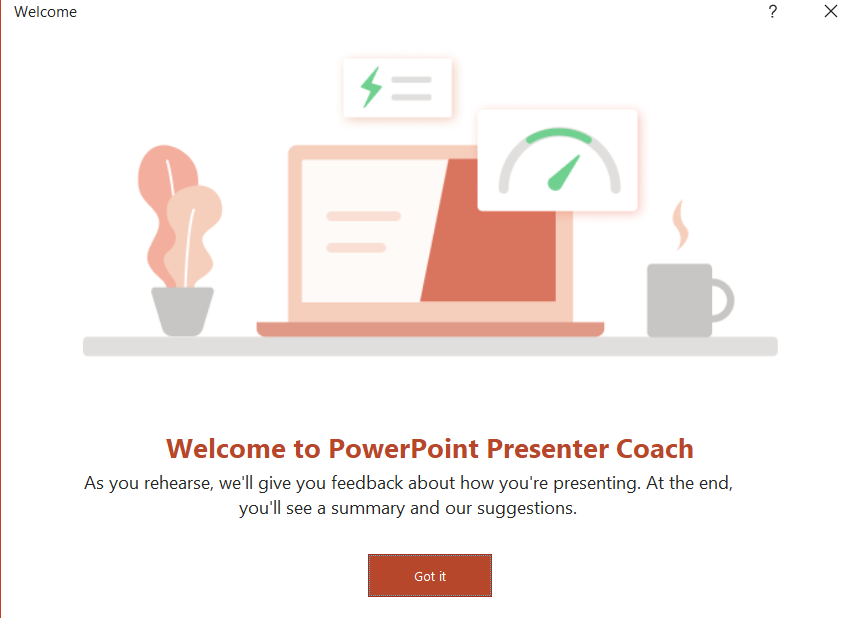 Welcome
?
Welcome to PowerPoint Presenter Coach
As you rehearse, we'll give you feedback about how you're presenting. At the end,
you'll see a summary and our suggestions.
Got it